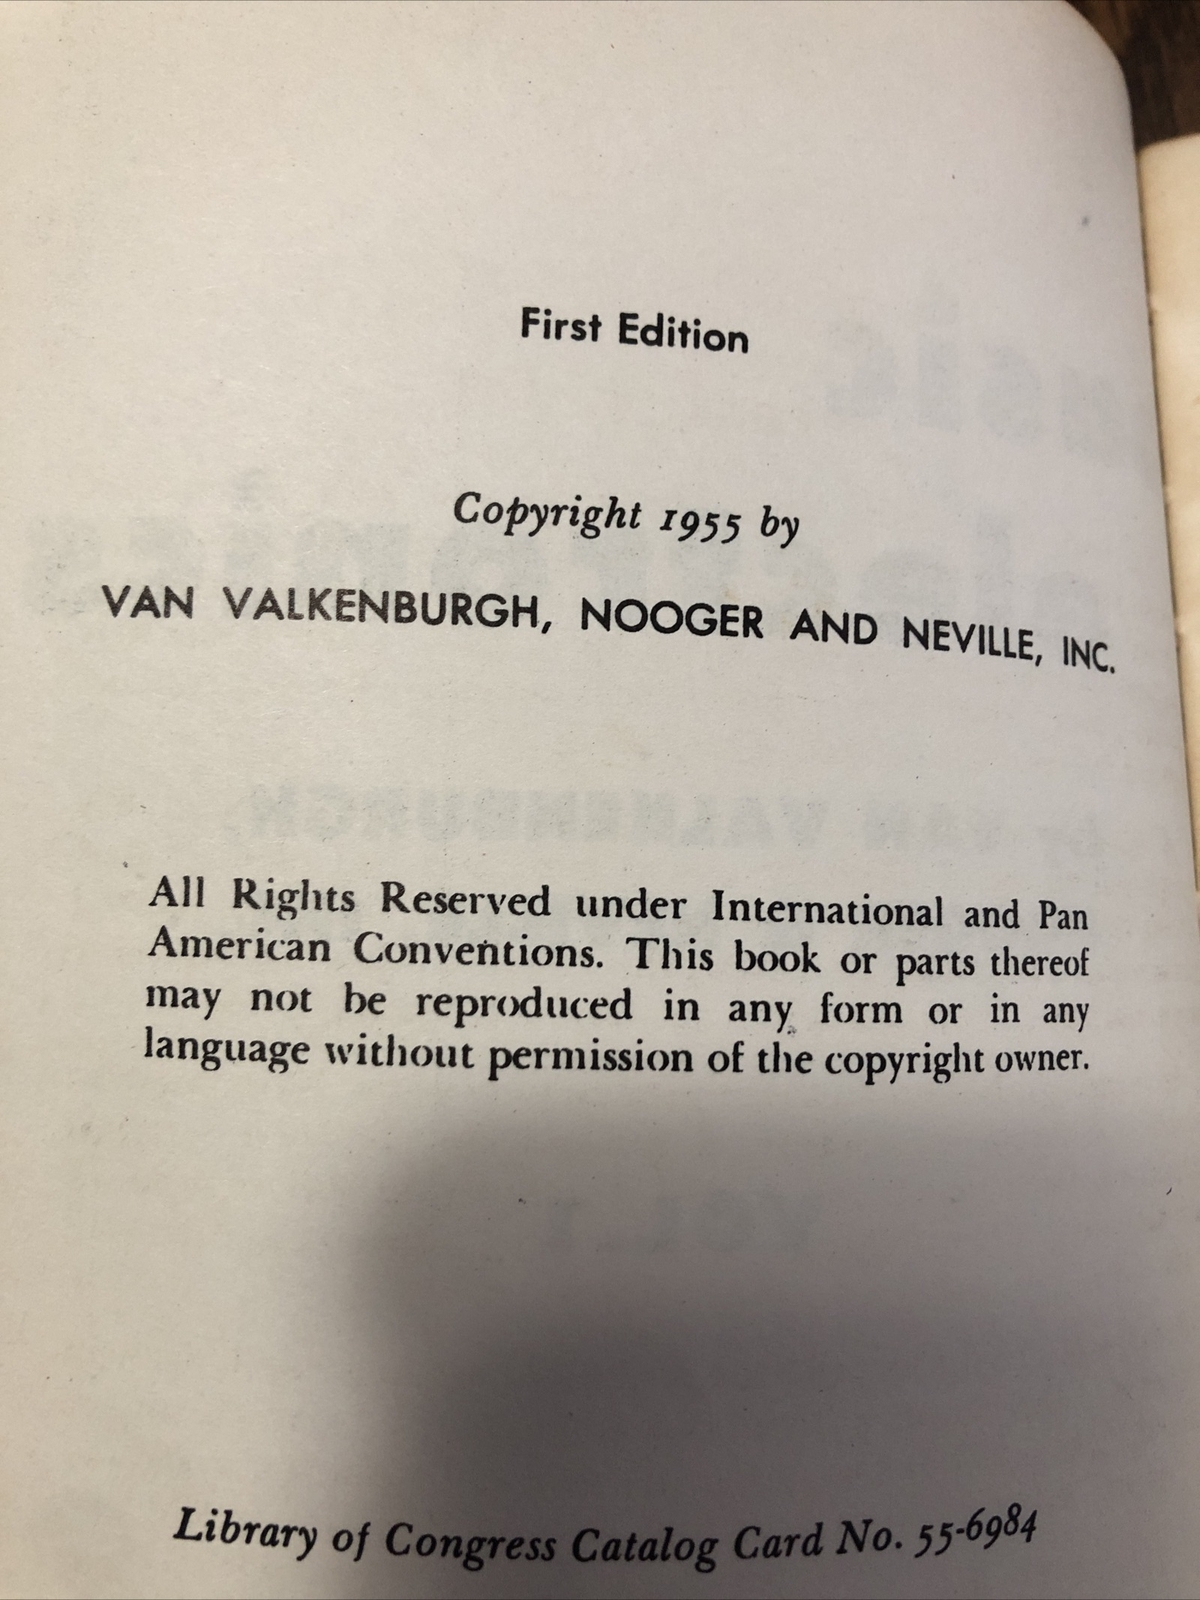 First Edition
Copyright 1955 by
VAN VALKENBURGH, NOOGER AND NEVILLE, INC.
All Rights Reserved under International and Pan
American Conventions. This book or parts thereof
may not be reproduced in any form or in any
language without permission of the copyright owner.
Library of Congress Catalog Card No. 55-6984